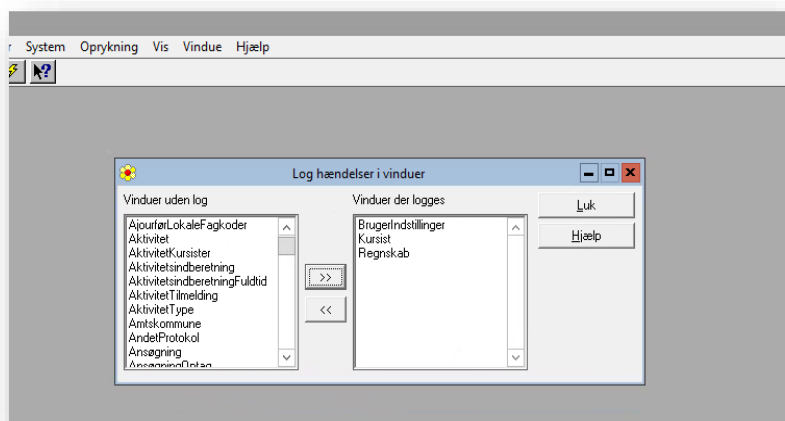 System Oprykning Vis Vindue Hjælp
Log hændelser i vinduer
Vinduer uden log
AjourførLokaleFagkoder
Aktivitet
AktivitetKursister
Aktivitetsindberetning
AktivitetsindberetningFuldtid
AktivitetTilmelding
AktivitetType
Amtskommune
AndetProtokol
Ansøgning
AnsøgningOptag
>>
<<
Vinduer der logges
BrugerIndstillinger
Kursist
Regnskab
Luk
Hjælp